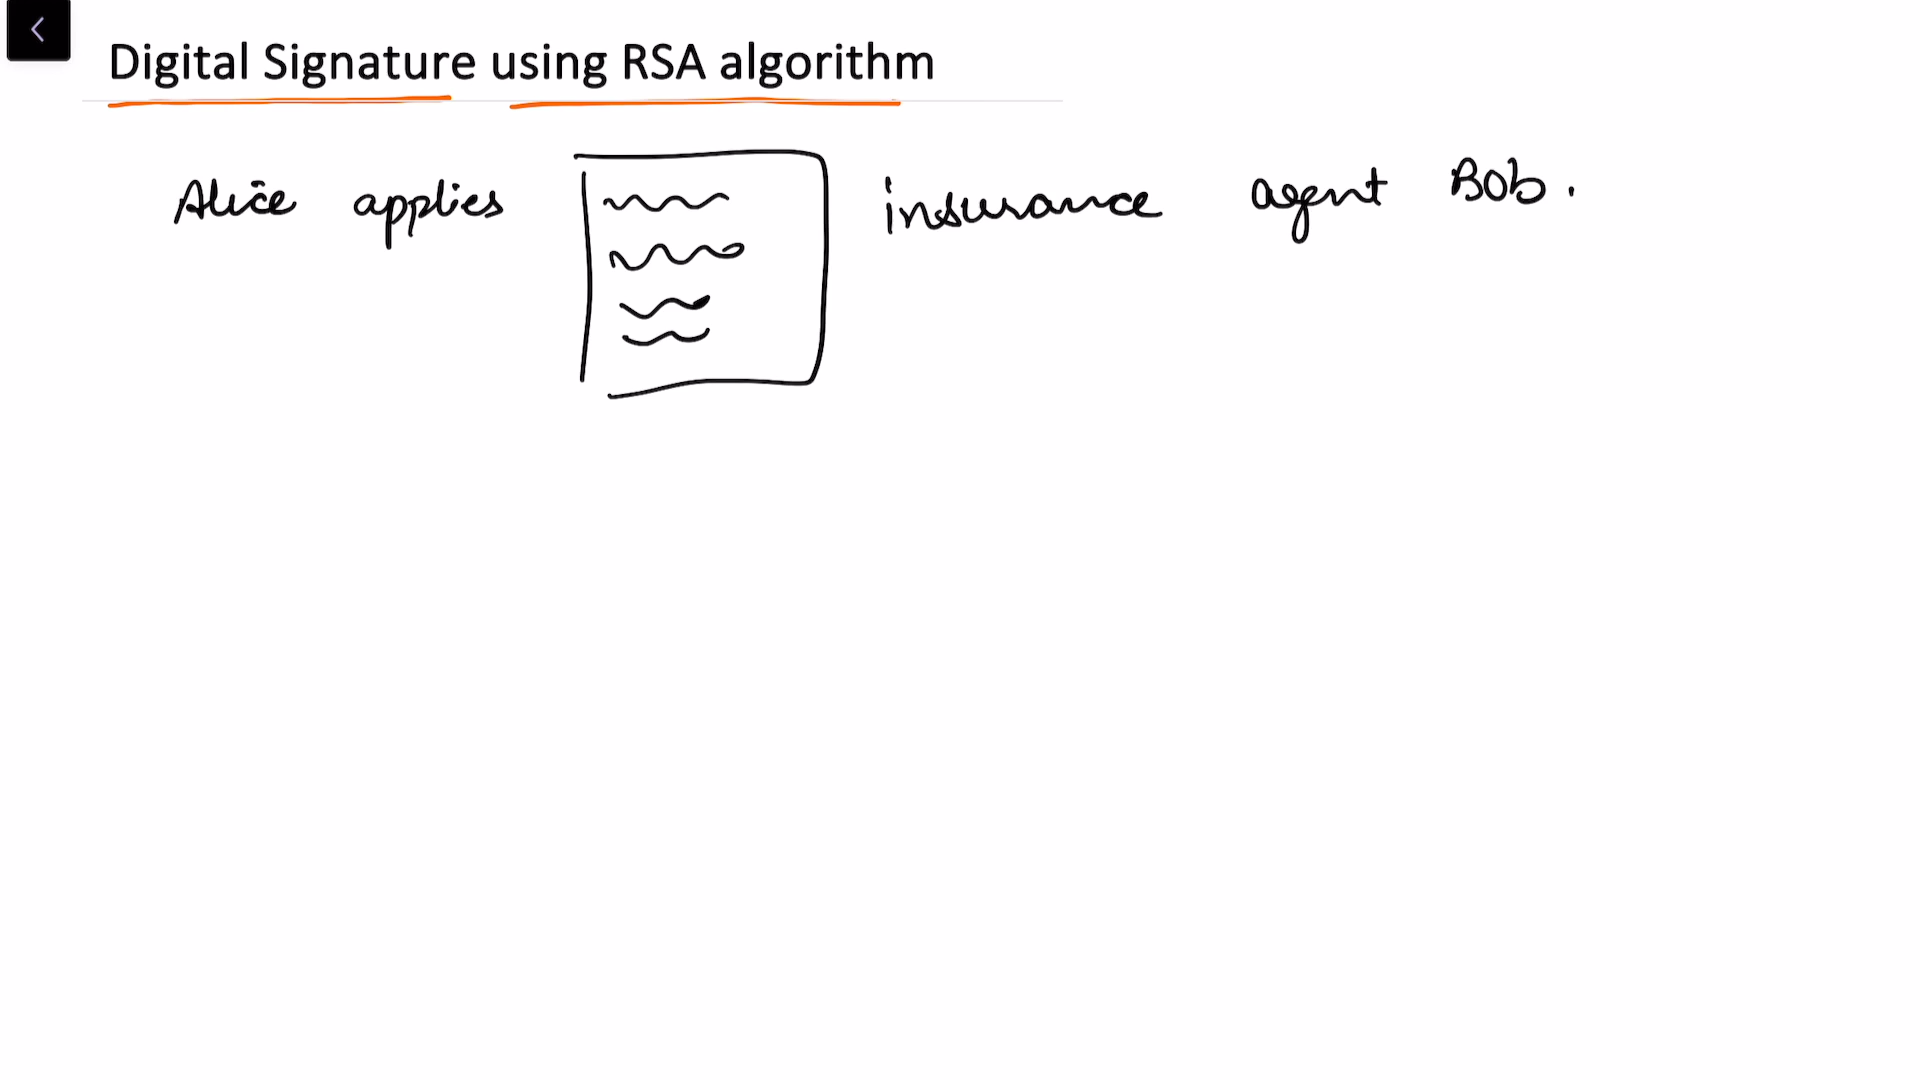 Digital Signature using RSA algorithm
Alice applies insurance agent Bob.